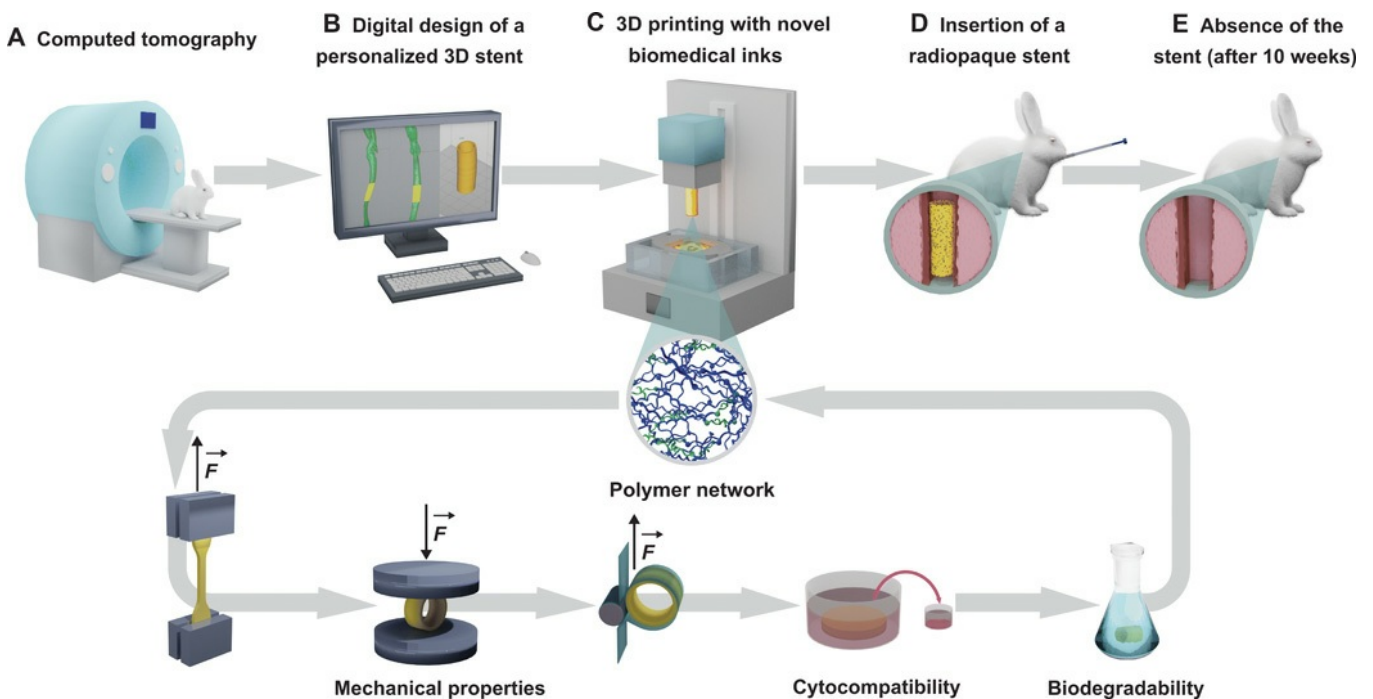 A Computed tomography
B Digital design of a
personalized 3D stent
C 3D printing with novel
biomedical inks
D Insertion of a
radiopaque stent
E Absence of the
stent (after 10 weeks)
Polymer network
F
F
F
Mechanical properties
Cytocompatibility
Biodegradability